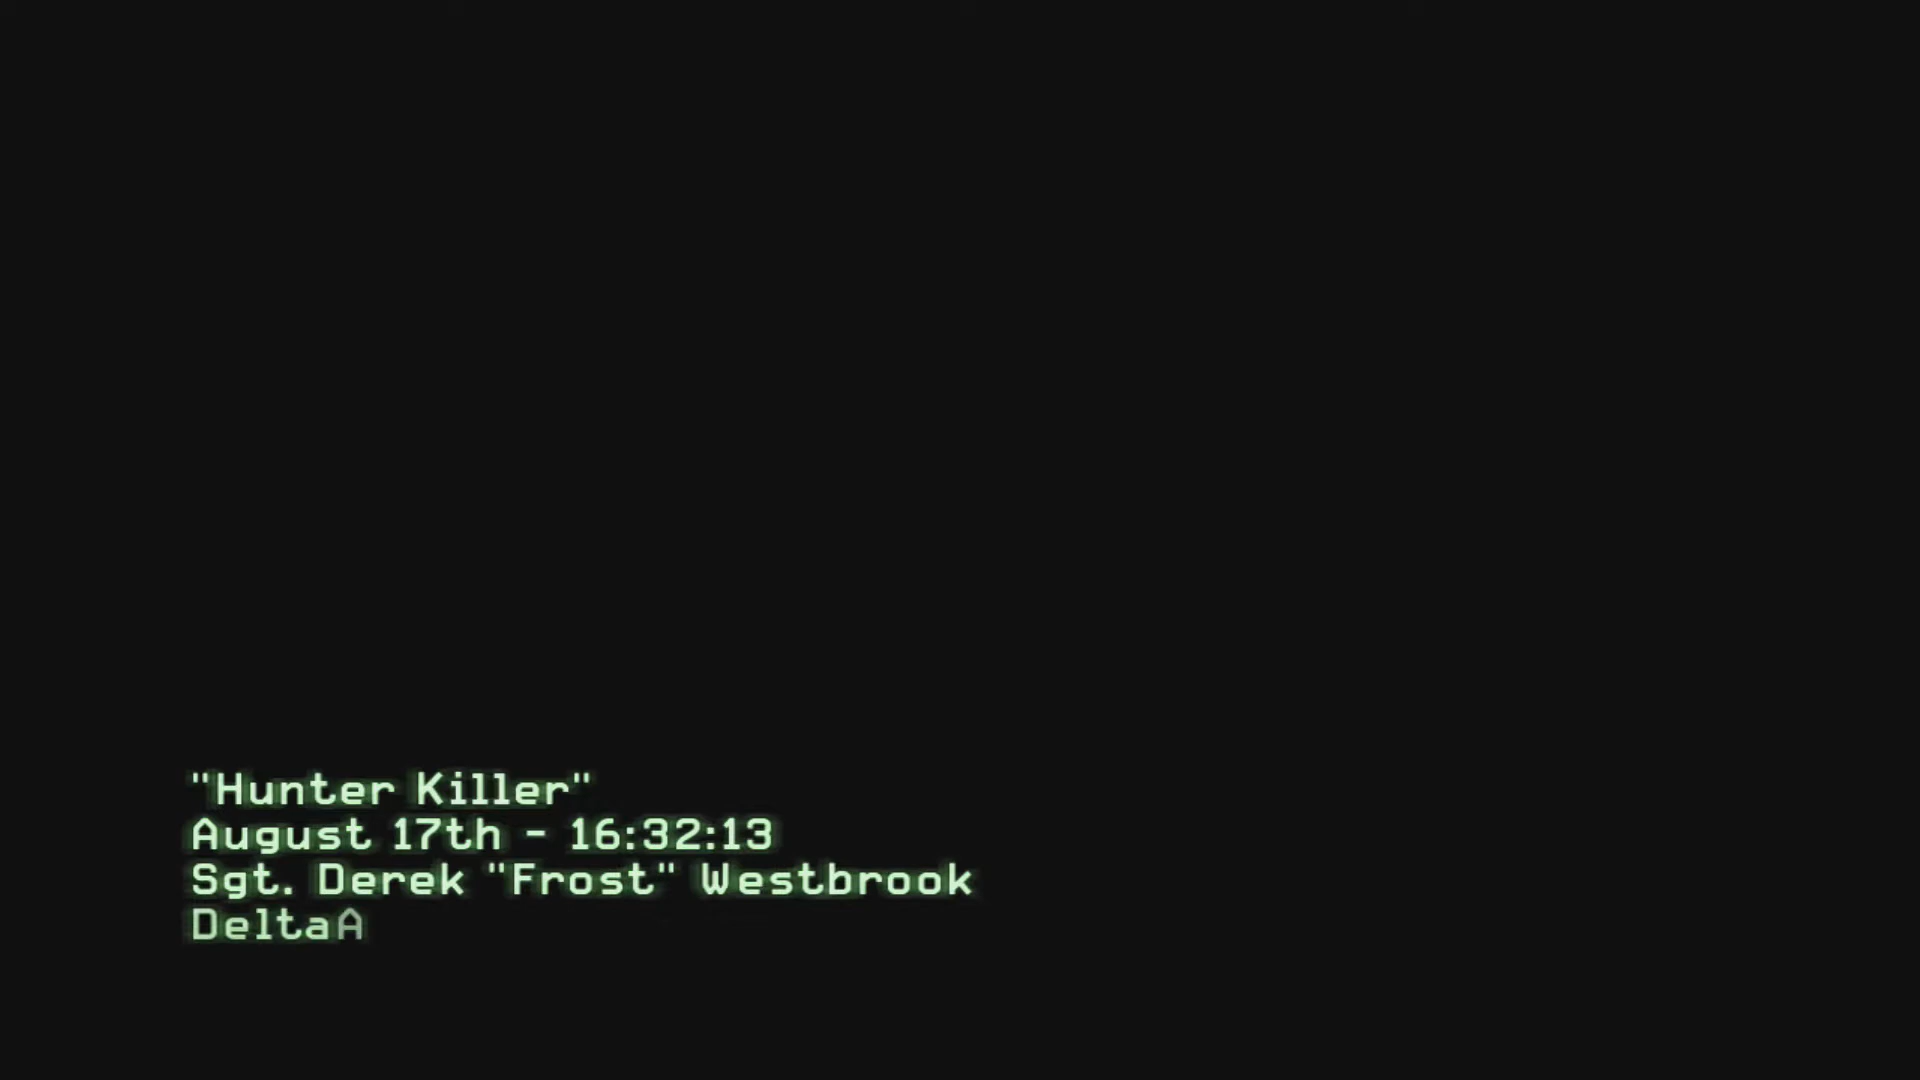 "Hunter Killer"
August 17th - 16:32:13
Sgt. Derek "Frost" Westbrook
DeltaA